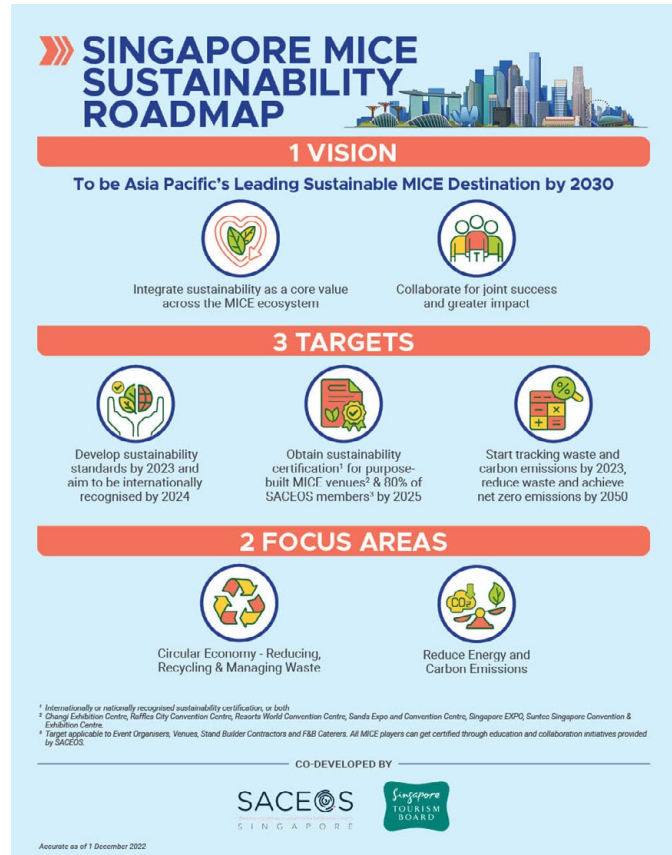 SINGAPORE MICE
SUSTAINABILITY
ROADMAP
1 VISION
To be Asia Pacific's Leading Sustainable MICE Destination by 2030
Integrate sustainability as a core value
across the MICE ecosystem
Collaborate for joint success
and greater impact
3 TARGETS
Develop sustainability
standards by 2023 and
aim to be internationally
recognised by 2024
Obtain sustainability
certification¹ for purpose-
built MICE venues² & 80% of
SACEOS members³ by 2025
Start tracking waste and
carbon emissions by 2023,
reduce waste and achieve
net zero emissions by 2050
2 FOCUS AREAS
CO₂
Circular Economy - Reducing,
Recycling & Managing Waste
Reduce Energy and
Carbon Emissions
¹ Internationally or nationally recognised sustainability certification, or both
² Changi Exhibition Centre, Raffles City Convention Centre, Resorts World Convention Centre, Sands Expo and Convention Centre, Singapore EXPO, Suntec Singapore Convention &
Exhibition Centre.
³ Target applicable to Event Organisers, Venues, Stand Builder Contractors and F&B Caterers. All MICE players can get certified through education and collaboration initiatives provided
by SACEOS.
CO-DEVELOPED BY
SACEOS
SINGAPORE
Singapore
TOURISM
BOARD
Accurate as of 1 December 2022